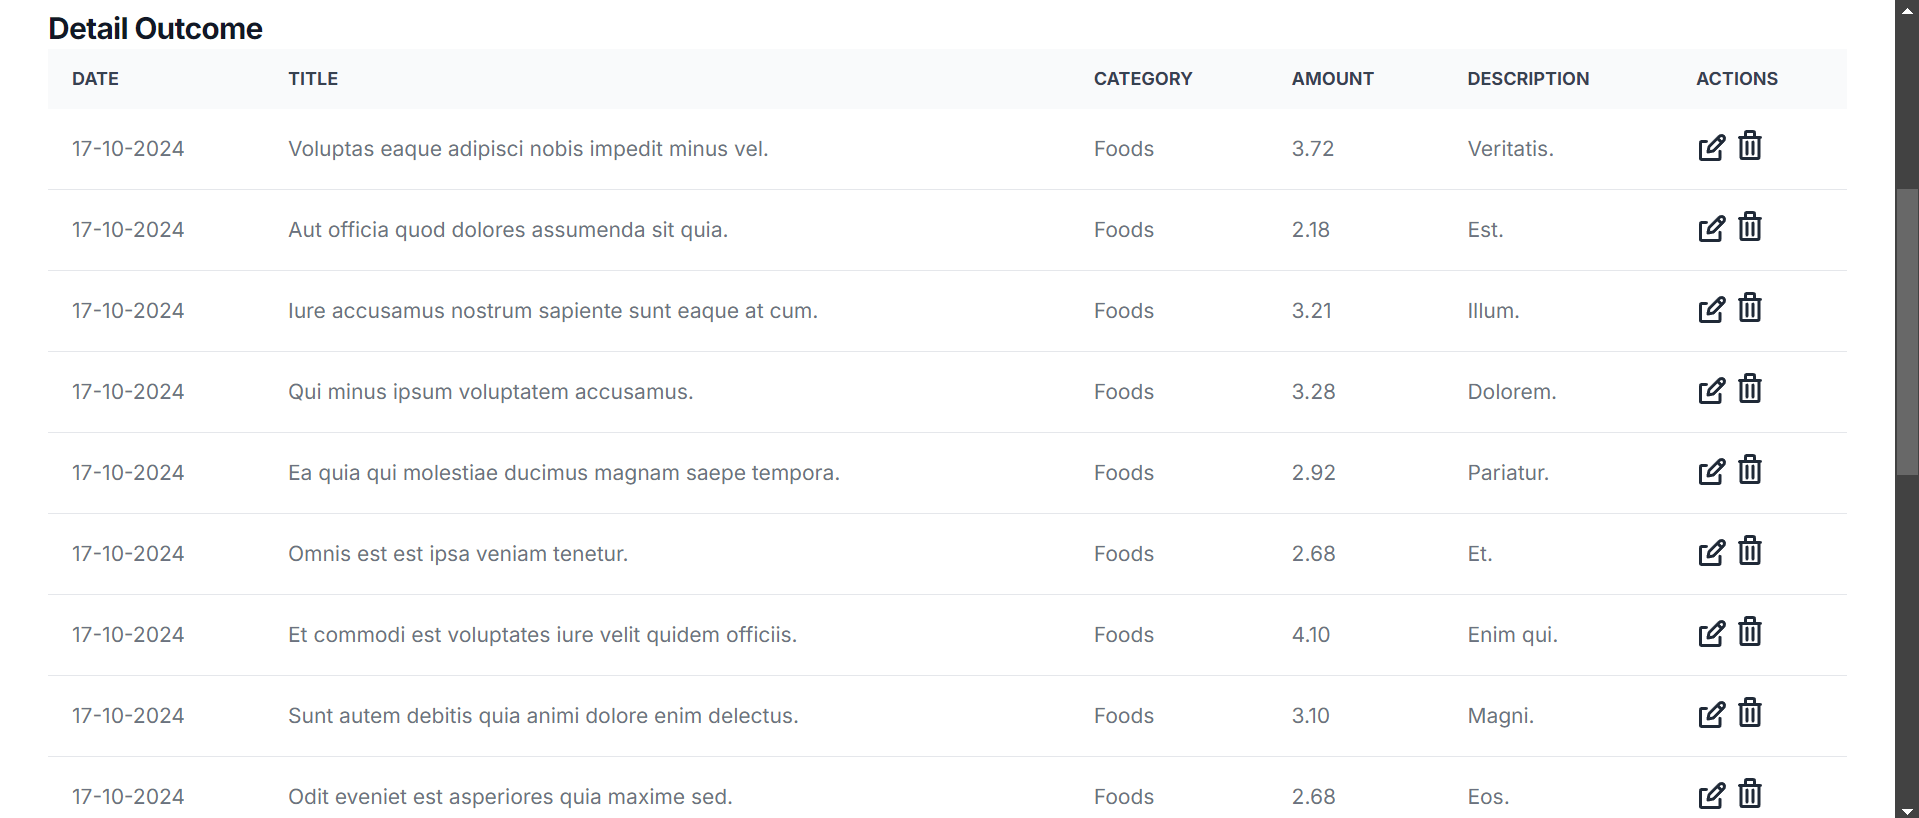 Detail Outcome
DATE TITLE CATEGORY AMOUNT DESCRIPTION ACTIONS
17-10-2024 Voluptas eaque adipisci nobis impedit minus vel. Foods 3.72 Veritatis.
17-10-2024 Aut officia quod dolores assumenda sit quia. Foods 2.18 Est.
17-10-2024 Iure accusamus nostrum sapiente sunt eaque at cum. Foods 3.21 Illum.
17-10-2024 Qui minus ipsum voluptatem accusamus. Foods 3.28 Dolorem.
17-10-2024 Ea quia qui molestiae ducimus magnam saepe tempora. Foods 2.92 Pariatur.
17-10-2024 Omnis est est ipsa veniam tenetur. Foods 2.68 Et.
17-10-2024 Et commodi est voluptates iure velit quidem officiis. Foods 4.10 Enim qui.
17-10-2024 Sunt autem debitis quia animi dolore enim delectus. Foods 3.10 Magni.
17-10-2024 Odit eveniet est asperiores quia maxime sed. Foods 2.68 Eos.